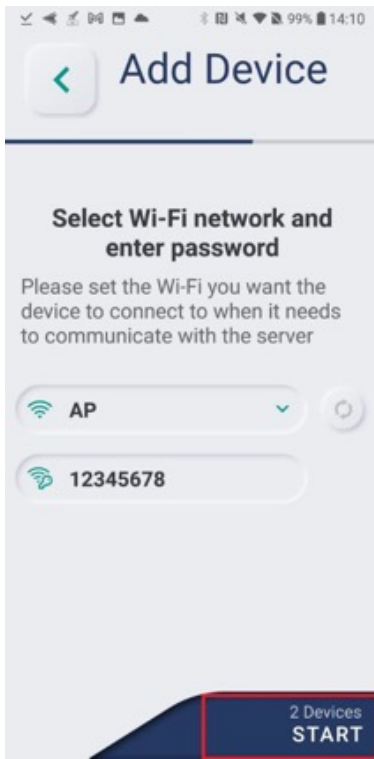 99% 14:10
Add Device
Select Wi-Fi network and
enter password
Please set the Wi-Fi you want the
device to connect to when it needs
to communicate with the server
AP
12345678
2 Devices
START